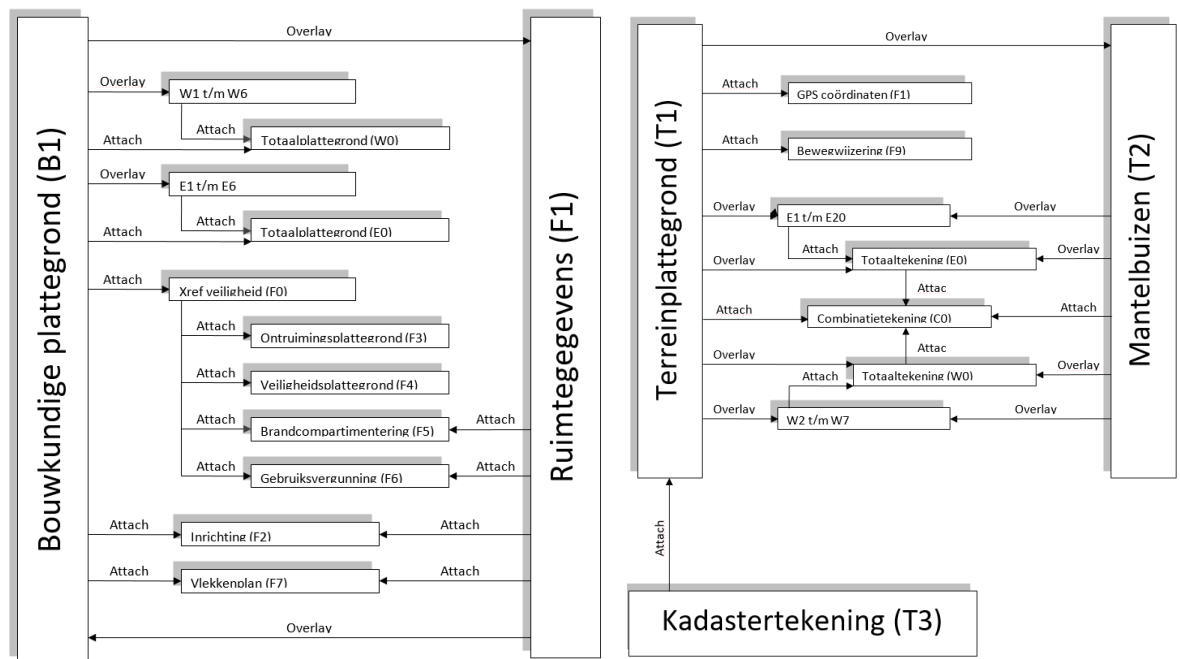 Bouwkundige plattegrond (B1)
Overlay
Overlay
W1 t/m W6
Attach
Attach
Totaalplattegrond (W0)
Overlay
E1 t/m E6
Attach
Attach
Totaalplattegrond (E0)
Attach
Xref veiligheid (F0)
Attach
Ontruimingsplattegrond (F3)
Attach
Veiligheidsplattegrond (F4)
Attach
Brandcompartimentering (F5)
Attach
Attach
Gebruiksvergunning (F6)
Attach
Attach
Inrichting (F2)
Attach
Attach
Vlekkenplan (F7)
Attach
Overlay
Ruimtegegevens (F1)
Terreinplattegrond (T1)
Overlay
Attach
GPS coördinaten (F1)
Attach
Bewegwijzering (F9)
Overlay
E1 t/m E20
Overlay
Attach
Overlay
Totaaltekening (E0)
Overlay
Attac
Attach
Combinatietekening (C0)
Attach
Attac
Overlay
Totaaltekening (W0)
Overlay
Attach
Overlay
W2 t/m W7
Overlay
Mantelbuizen (T2)
Attach
Kadastertekening (T3)